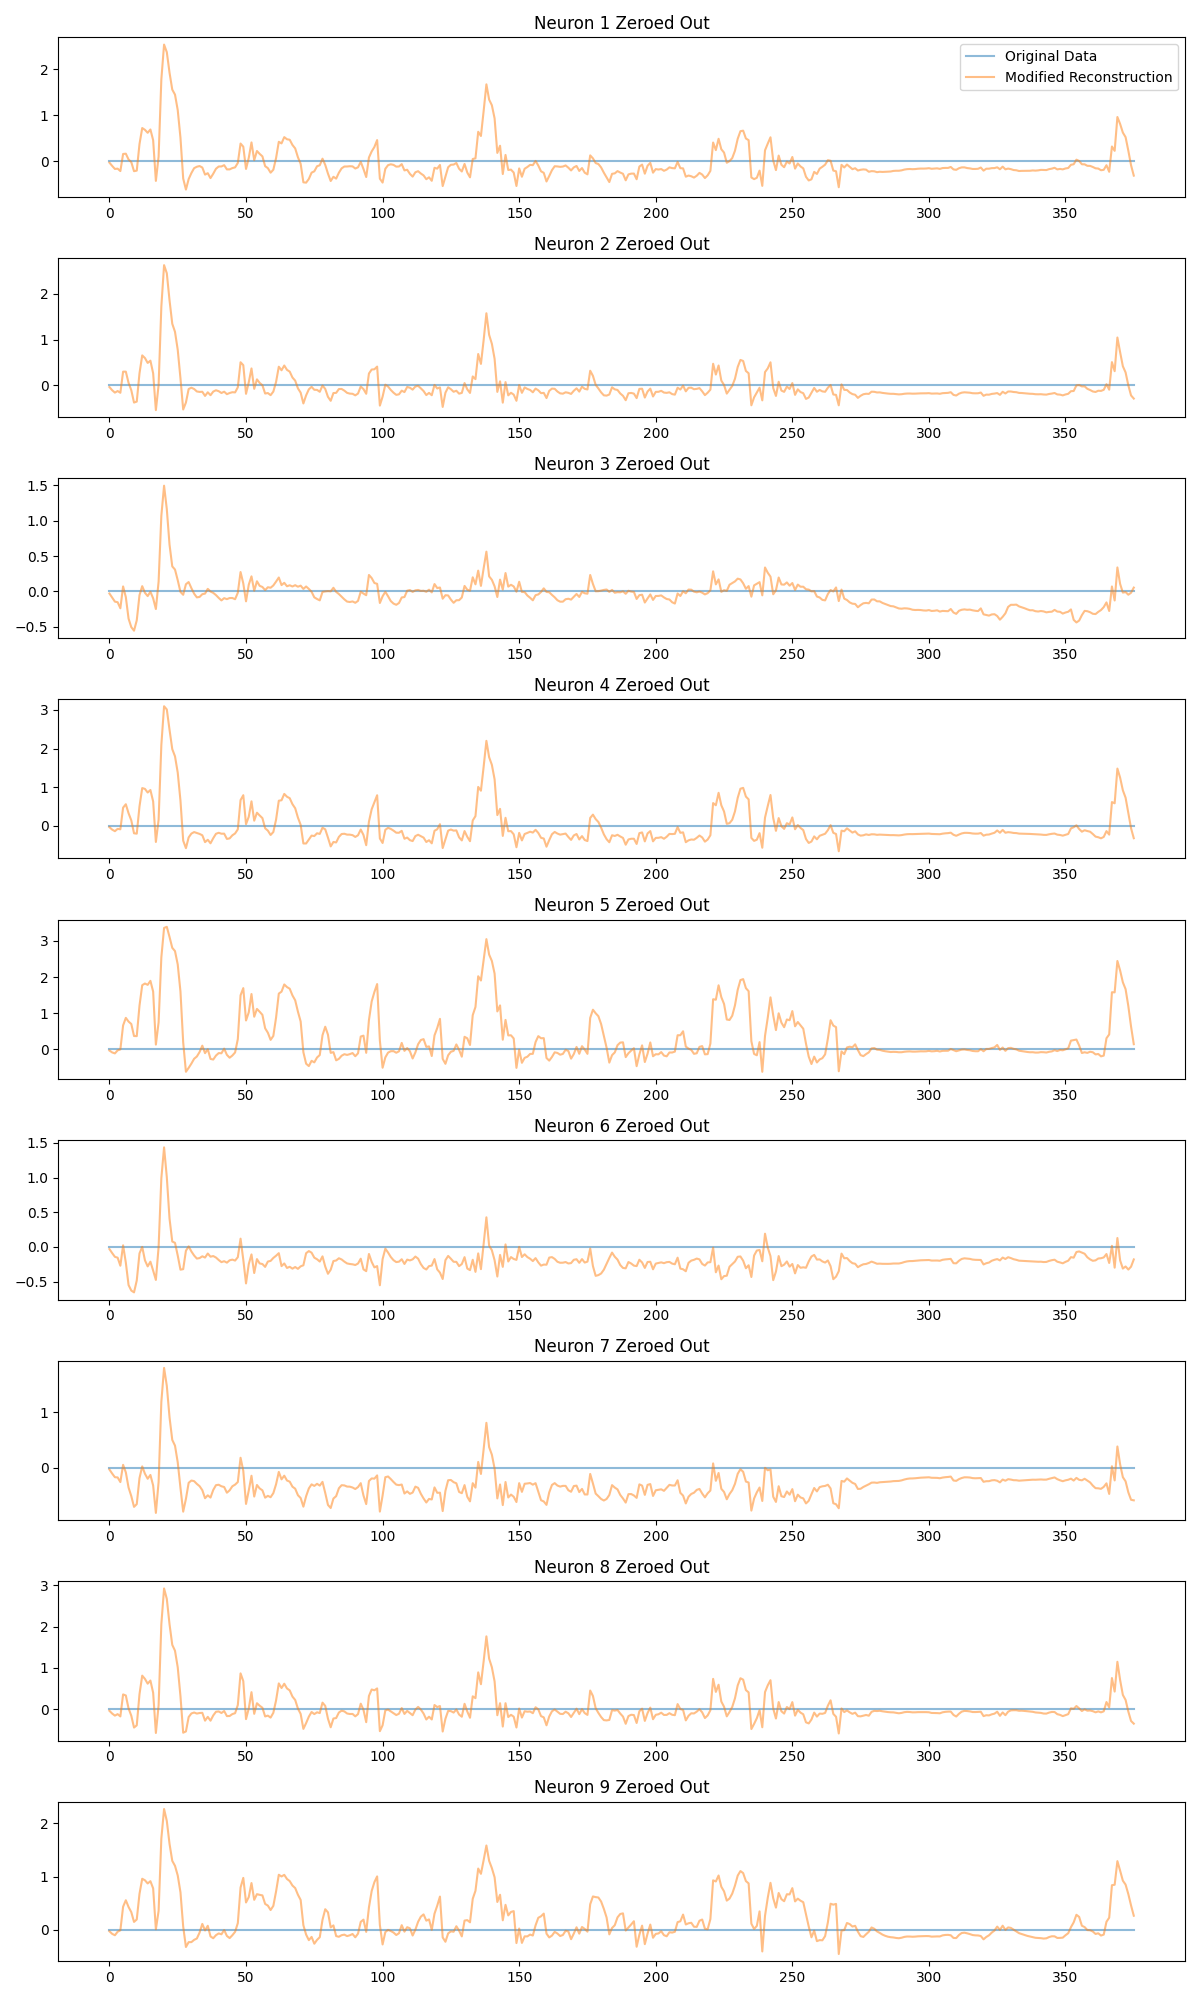 Neuron 1 Zeroed Out
Original Data
Modified Reconstruction
2
1
0
0 50 100 150 200 250 300 350
Neuron 2 Zeroed Out
2
1
0
0 50 100 150 200 250 300 350
Neuron 3 Zeroed Out
1.5
1.0
0.5
0.0
−0.5
0 50 100 150 200 250 300 350
Neuron 4 Zeroed Out
3
2
1
0
0 50 100 150 200 250 300 350
Neuron 5 Zeroed Out
3
2
1
0
0 50 100 150 200 250 300 350
Neuron 6 Zeroed Out
1.5
1.0
0.5
0.0
−0.5
0 50 100 150 200 250 300 350
Neuron 7 Zeroed Out
1
0
0 50 100 150 200 250 300 350
Neuron 8 Zeroed Out
3
2
1
0
0 50 100 150 200 250 300 350
Neuron 9 Zeroed Out
2
1
0
0 50 100 150 200 250 300 350